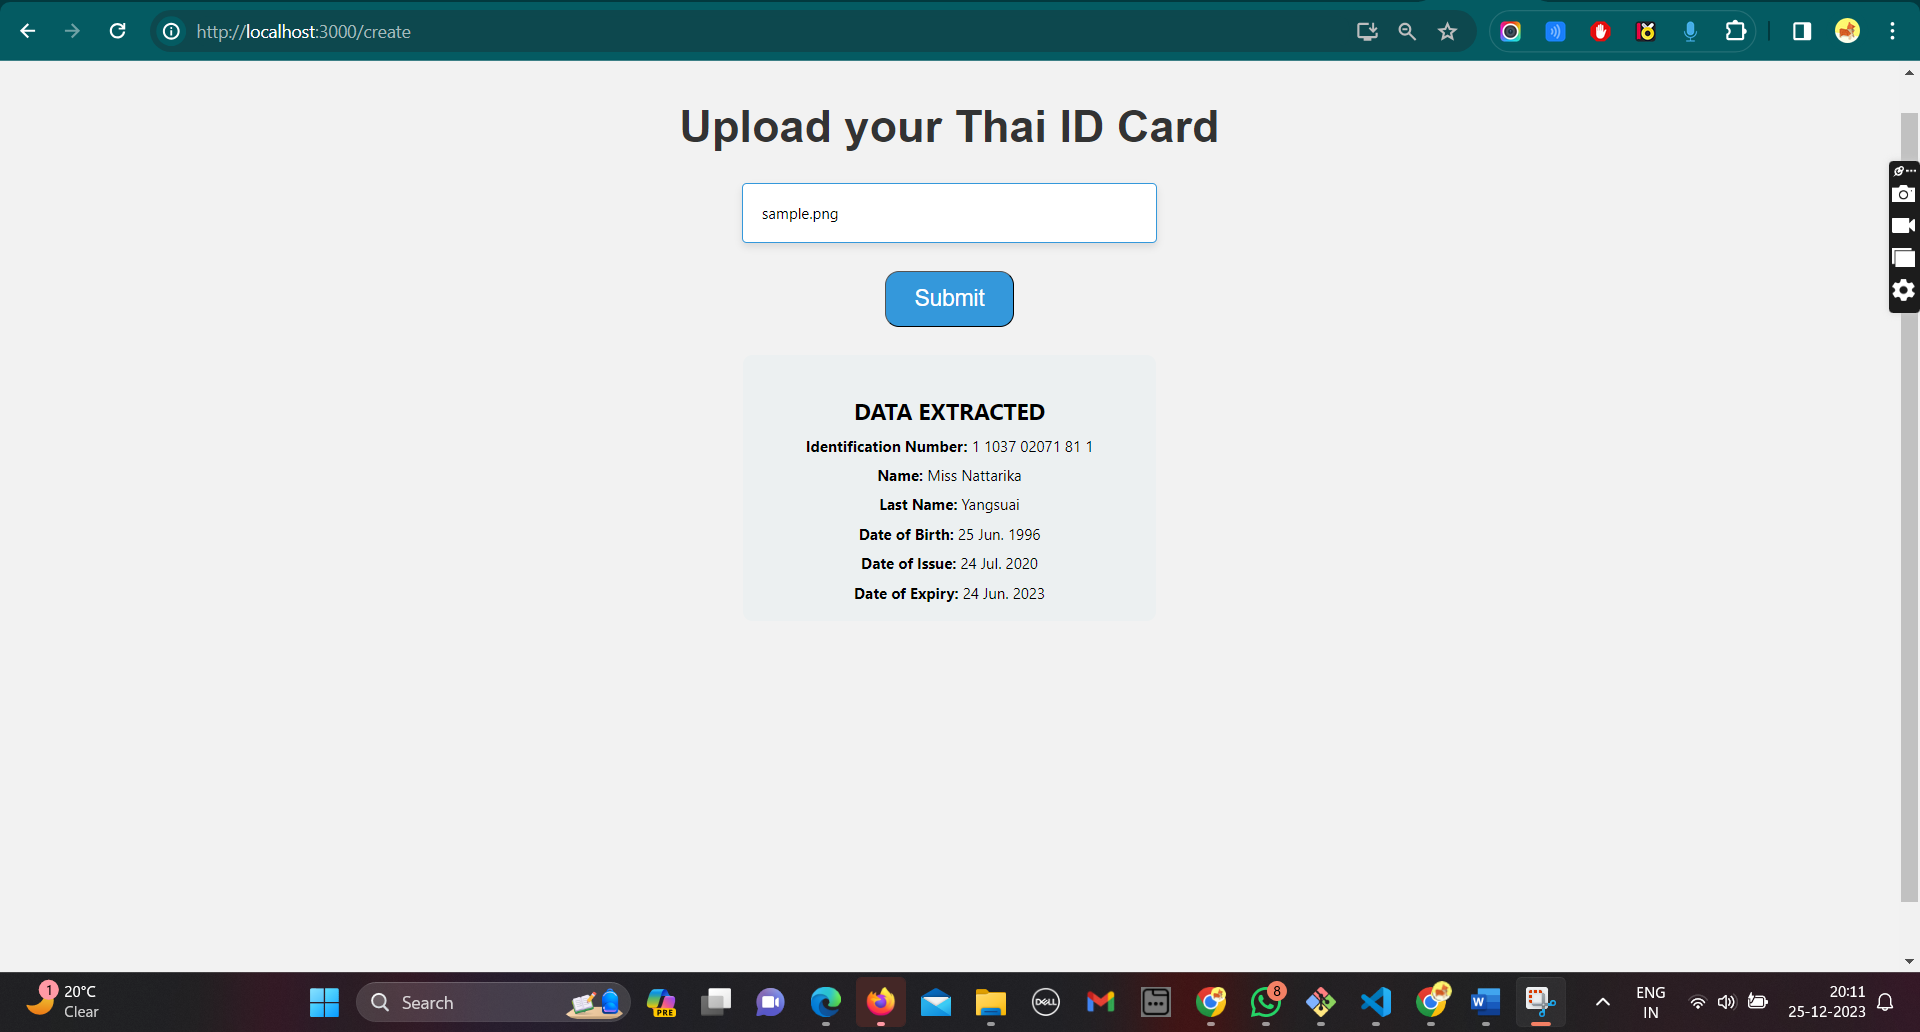 http://localhost:3000/create
Upload your Thai ID Card
sample.png
Submit
DATA EXTRACTED
Identification Number: 1 1037 02071 81 1
Name: Miss Nattarika
Last Name: Yangsuai
Date of Birth: 25 Jun. 1996
Date of Issue: 24 Jul. 2020
Date of Expiry: 24 Jun. 2023
1
20°C
Clear
Search
PRE
DELL
8
W
ENG
IN
20:11
25-12-2023